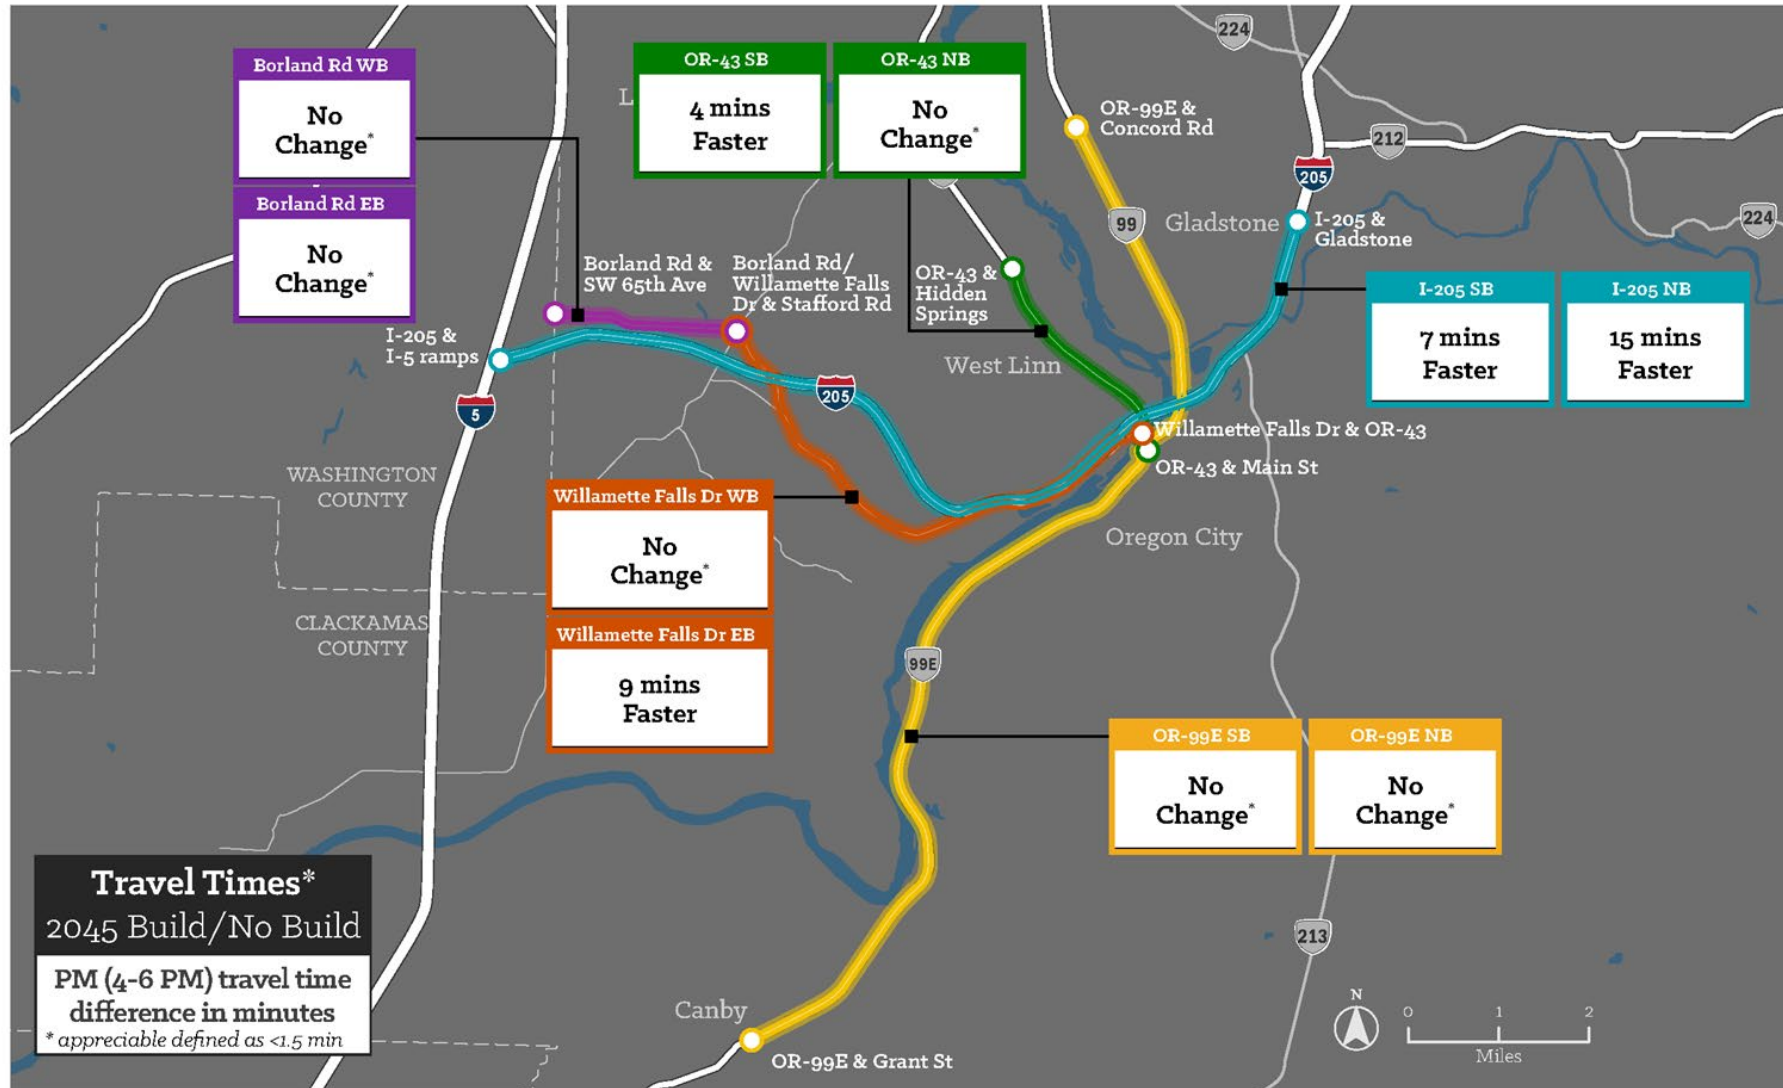 Borland Rd WB
No
Change*
Borland Rd EB
No
Change*
OR-43 SB
4 mins
Faster
OR-43 NB
No
Change*
224
OR-99E &
Concord Rd
212
205
99
Gladstone
I-205 &
Gladstone
224
Borland Rd &
SW 65th Ave
Borland Rd/
Willamette Falls
Dr & Stafford Rd
OR-43 &
Hidden
Springs
I-205 SB
7 mins
Faster
I-205 NB
15 mins
Faster
I-205 &
I-5 ramps
West Linn
205
5
Willamette Falls Dr & OR-43
OR-43 & Main St
WASHINGTON
COUNTY
Willamette Falls Dr WB
No
Change*
Oregon City
CLACKAMAS
COUNTY
Willamette Falls Dr EB
9 mins
Faster
99E
OR-99E SB
No
Change*
OR-99E NB
No
Change*
Travel Times*
2045 Build/No Build
PM (4-6 PM) travel time
difference in minutes
* appreciable defined as <1.5 min
213
Canby
OR-99E & Grant St
N
0 1 2
Miles